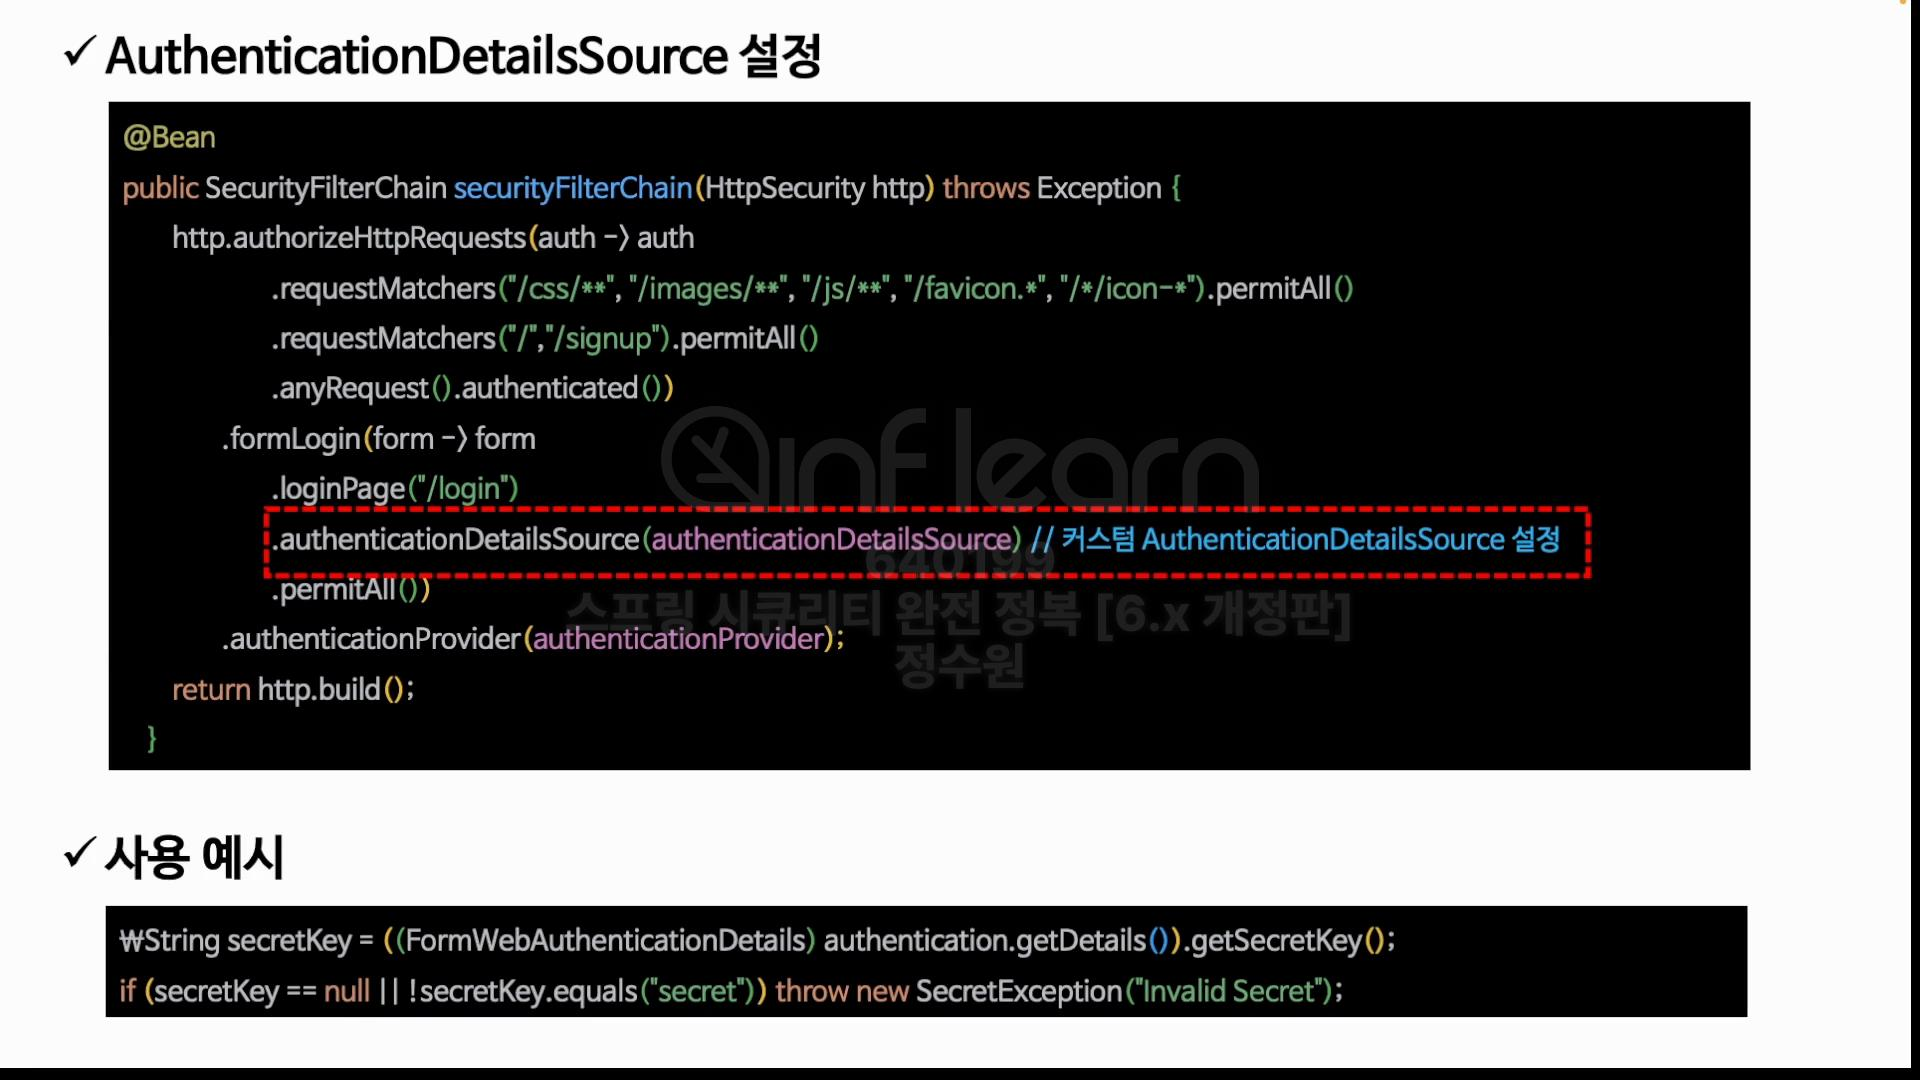 ✓ AuthenticationDetailsSource 설정
@Bean
public SecurityFilterChain securityFilterChain(HttpSecurity http) throws Exception {
http.authorizeHttpRequests(auth -> auth
.requestMatchers("/css/**", "/images/**", "/js/**", "/favicon.*", "/*/icon-*").permitAll()
.requestMatchers("/","/signup").permitAll()
.anyRequest().authenticated())
.formLogin(form -> form
inflearn
.loginPage("/login")
.authenticationDetailsSource(authenticationDetailsSource) // 커스텀 AuthenticationDetailsSource 설정
640199
.permitAll())
스프링 시큐리티 완전 정복 [6.x 개정판]
.authenticationProvider(authenticationProvider);
정수원
return http.build();
}
✓ 사용 예시
₩String secretKey = ((FormWebAuthenticationDetails) authentication.getDetails()).getSecretKey();
if (secretKey == null || !secretKey.equals("secret")) throw new SecretException("Invalid Secret");